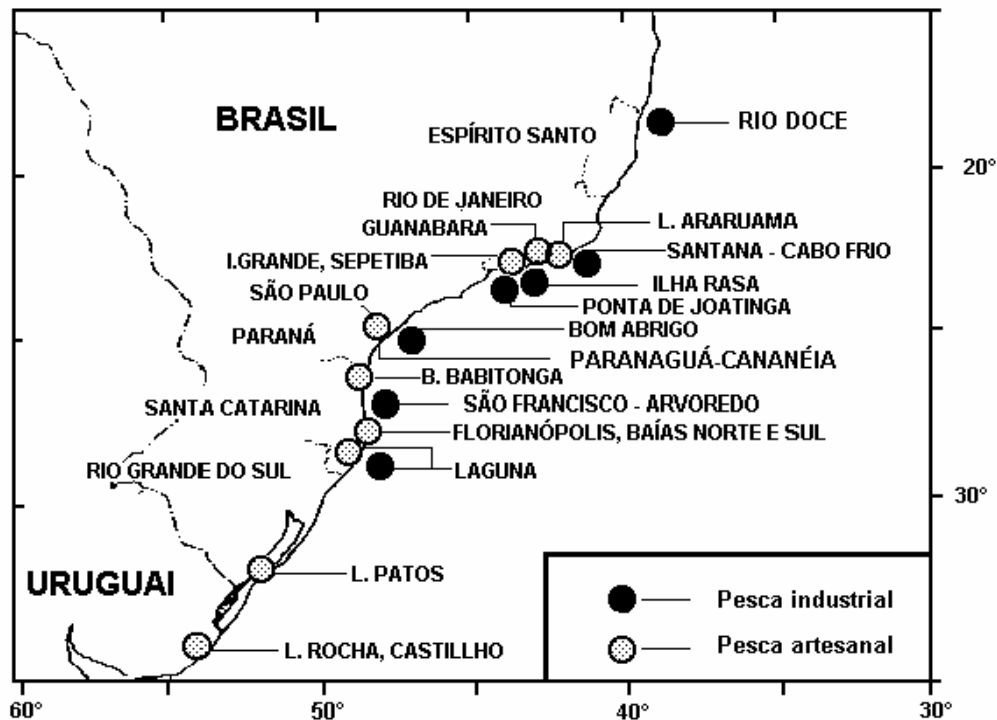 BRASIL
RIO DOCE
ESPÍRITO SANTO
20°
RIO DE JANEIRO
L. ARARUAMA
GUANABARA
SANTANA - CABO FRIO
I.GRANDE, SEPETIBA
ILHA RASA
SÃO PAULO
PONTA DE JOATINGA
BOM ABRIGO
PARANÁ
PARANAGUÁ-CANANÉIA
B. BABITONGA
SANTA CATARINA
SÃO FRANCISCO - ARVOREDO
FLORIANÓPOLIS, BAÍAS NORTE E SUL
RIO GRANDE DO SUL
LAGUNA
30°
URUGUAI
L. PATOS
Pesca industrial
Pesca artesanal
L. ROCHA, CASTILLHO
60°
50°
40°
30°